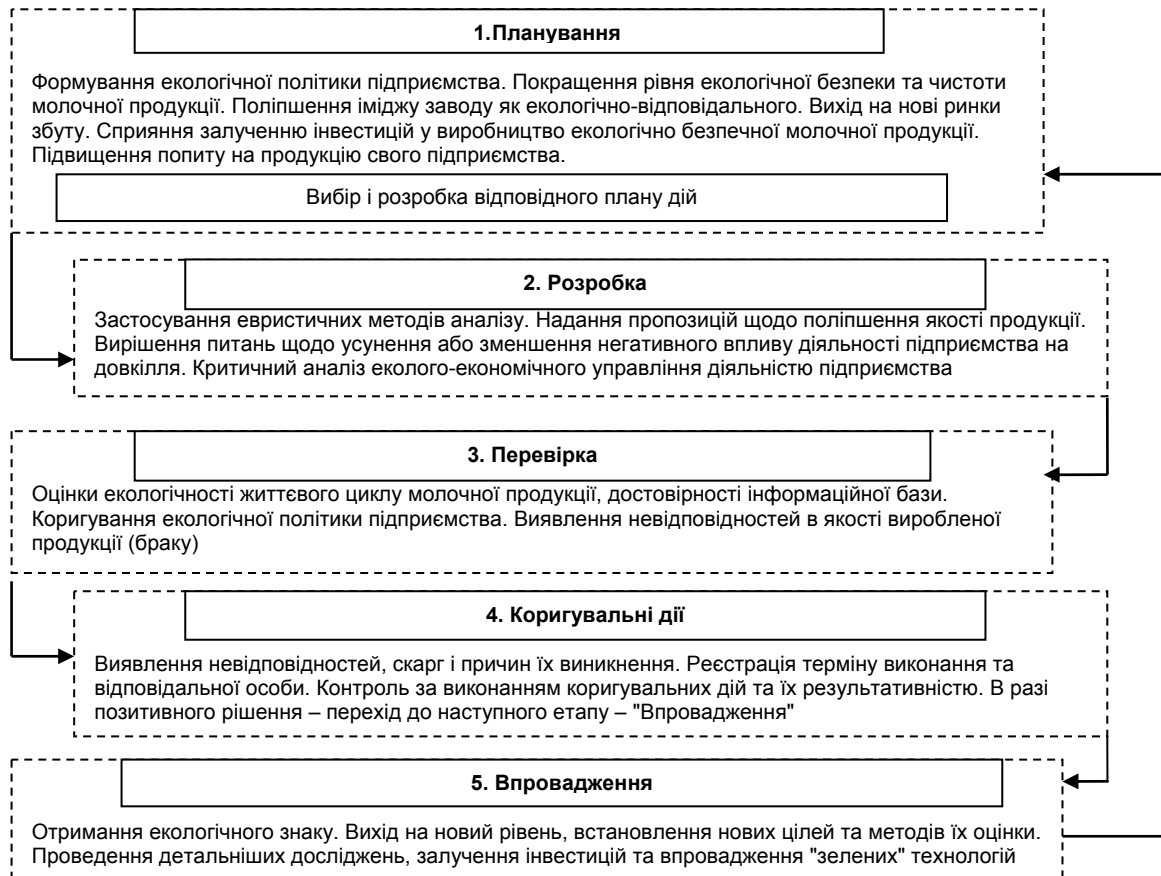 1.Планування
Формування екологічної політики підприємства. Покращення рівня екологічної безпеки та чистоти
молочної продукції. Поліпшення іміджу заводу як екологічно-відповідального. Вихід на нові ринки
збуту. Сприяння залученню інвестицій у виробництво екологічно безпечної молочної продукції.
Підвищення попиту на продукцію свого підприємства.
Вибір і розробка відповідного плану дій
2. Розробка
Застосування евристичних методів аналізу. Надання пропозицій щодо поліпшення якості продукції.
Вирішення питань щодо усунення або зменшення негативного впливу діяльності підприємства на
довкілля. Критичний аналіз еколого-економічного управління діяльністю підприємства
3. Перевірка
Оцінки екологічності життєвого циклу молочної продукції, достовірності інформаційної бази.
Коригування екологічної політики підприємства. Виявлення невідповідностей в якості виробленої
продукції (браку)
4. Коригувальні дії
Виявлення невідповідностей, скарг і причин їх виникнення. Реєстрація терміну виконання та
відповідальної особи. Контроль за виконанням коригувальних дій та їх результативністю. В разі
позитивного рішення – перехід до наступного етапу – "Впровадження"
5. Впровадження
Отримання екологічного знаку. Вихід на новий рівень, встановлення нових цілей та методів їх оцінки.
Проведення детальніших досліджень, залучення інвестицій та впровадження "зелених" технологій